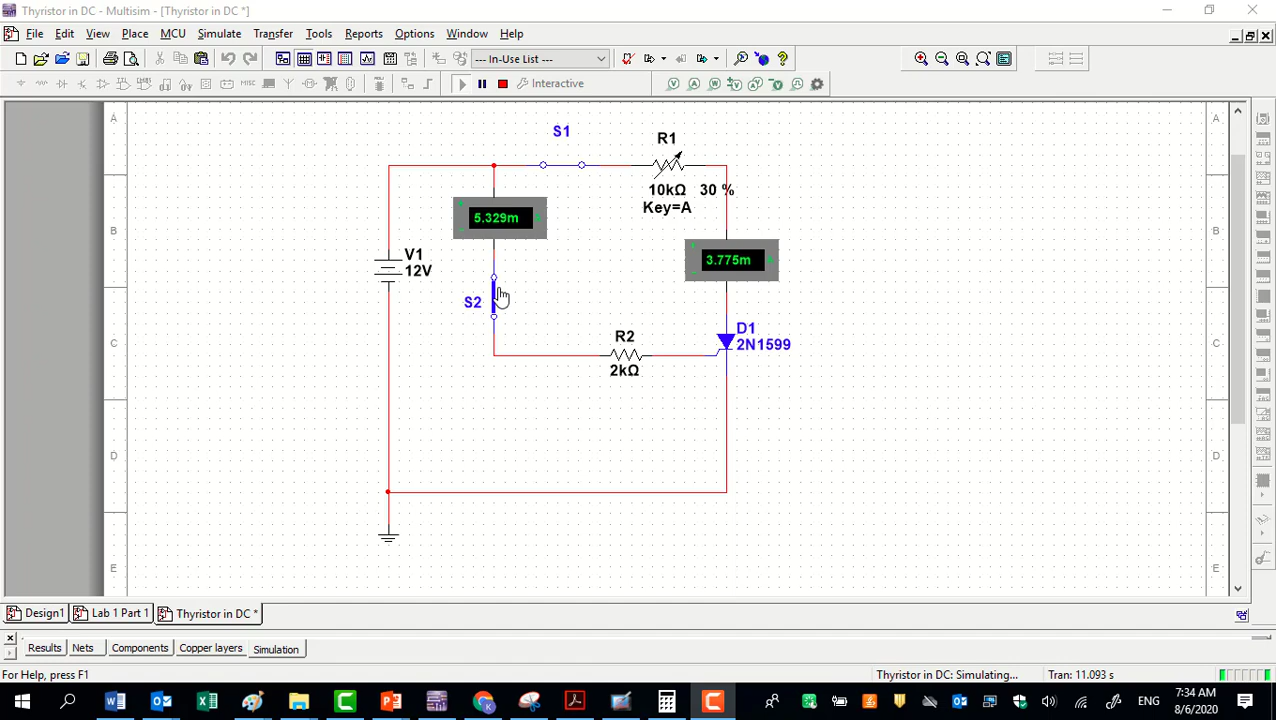 Thyristor in DC - Multisim - [Thyristor in DC *]
File Edit View Place MCU Simulate Transfer Tools Reports Options Window Help
--- In-Use List ---
Interactive
A
A
S1
R1
10kΩ 30 %
Key=A
5.329m
B
B
V1
12V
3.775m
S2
R2
2kΩ
D1
2N1599
C
C
D
D
E
E
Design1 Lab 1 Part 1 Thyristor in DC *
Results Nets Components Copper layers Simulation
For Help, press F1
Thyristor in DC: Simulating... Tran: 11.093 s
ENG
7:34 AM
8/6/2020